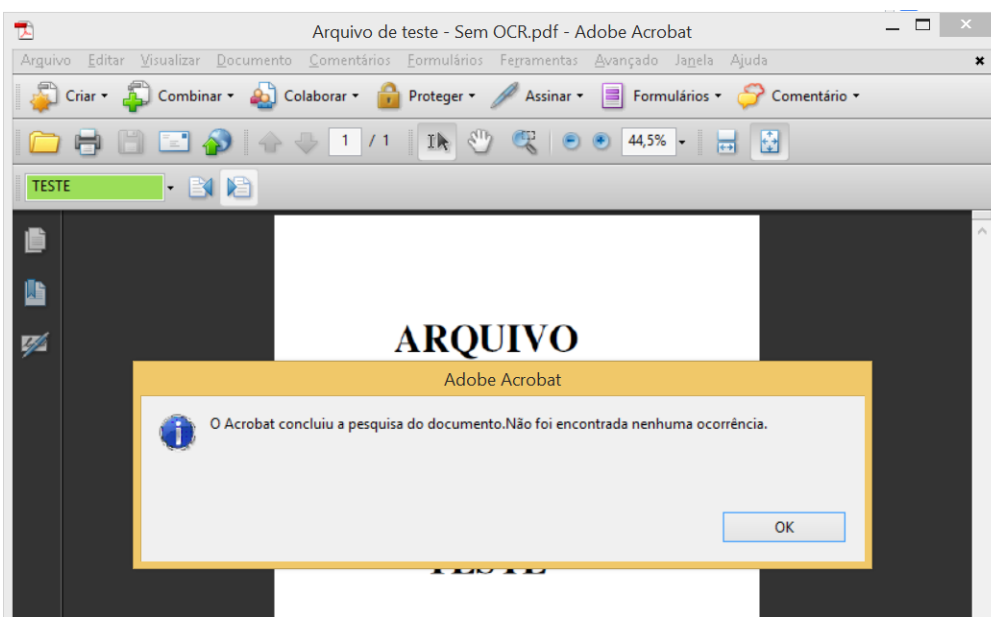 Arquivo de teste - Sem OCR.pdf - Adobe Acrobat
Arquivo Editar Visualizar Documento Comentários Formulários Ferramentas Avançado Janela Ajuda
Criar Combinar Colaborar Proteger Assinar Formulários Comentário
1 / 1 44,5%
TESTE
ARQUIVO
Adobe Acrobat
O Acrobat concluiu a pesquisa do documento.Não foi encontrada nenhuma ocorrência.
OK
TESTE